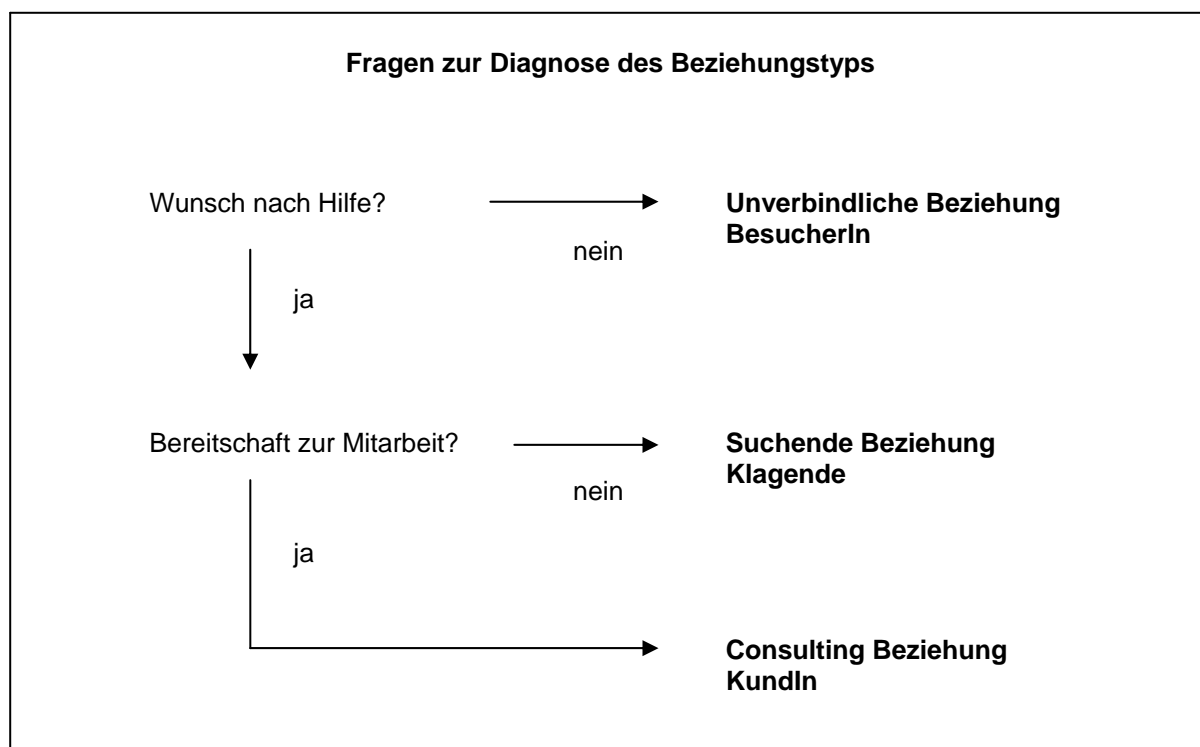 Fragen zur Diagnose des Beziehungstyps
Wunsch nach Hilfe?
Unverbindliche Beziehung
BesucherIn
nein
ja
Bereitschaft zur Mitarbeit?
Suchende Beziehung
Klagende
nein
ja
Consulting Beziehung
KundIn